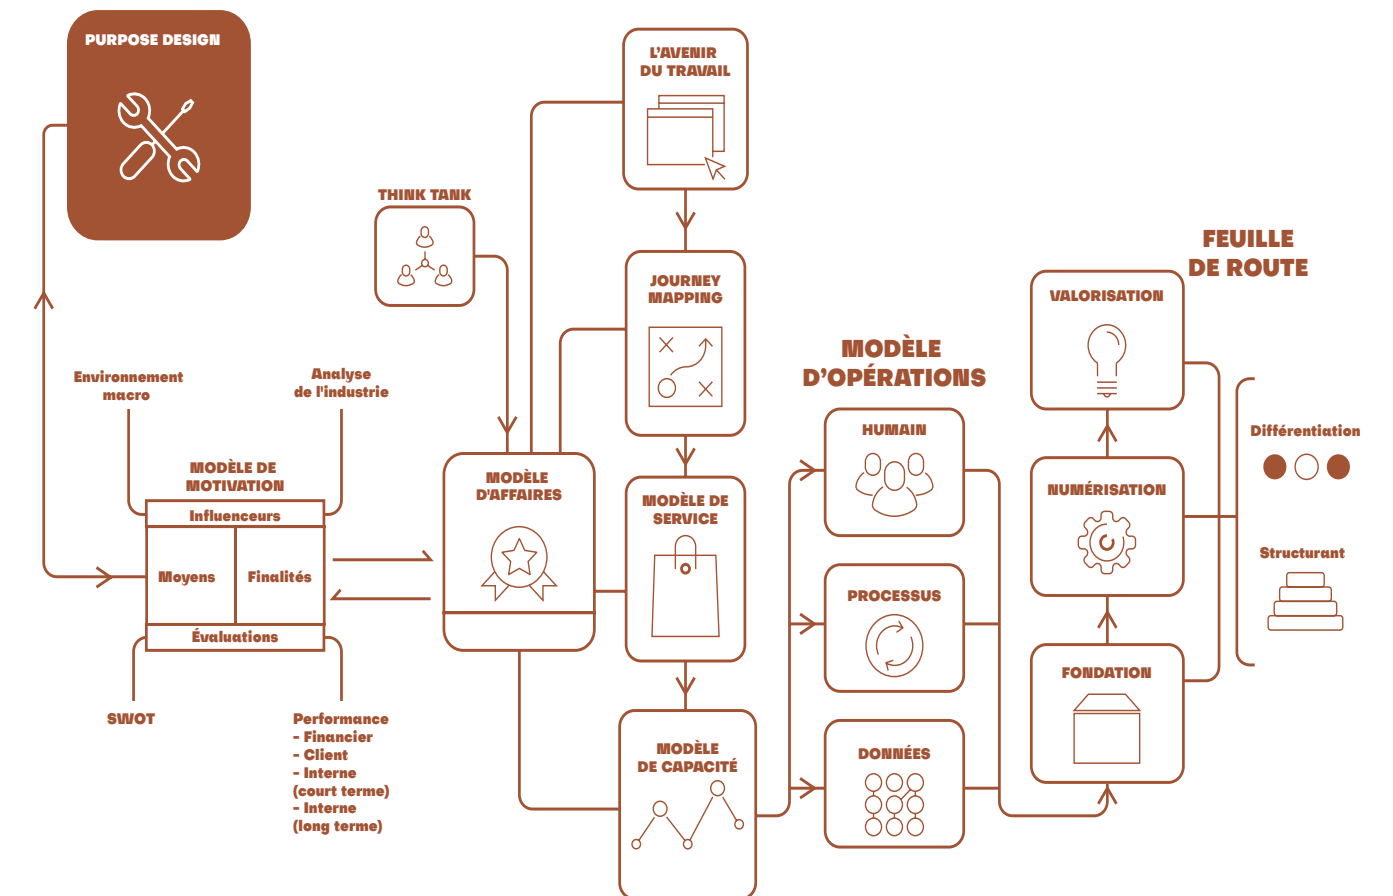 PURPOSE DESIGN
L'AVENIR
DU TRAVAIL
THINK TANK
JOURNEY
MAPPING
FEUILLE
DE ROUTE
VALORISATION
MODÈLE
D'OPÉRATIONS
Environnement
macro
Analyse
de l'industrie
HUMAIN
Différentiation
MODÈLE DE
MOTIVATION
Influenceurs
Moyens
Finalités
Évaluations
MODÈLE
D'AFFAIRES
MODÈLE DE
SERVICE
NUMÉRISATION
Structurant
PROCESSUS
FONDATION
SWOT
Performance
- Financier
- Client
- Interne
(court terme)
- Interne
(long terme)
MODÈLE
DE CAPACITÉ
DONNÉES